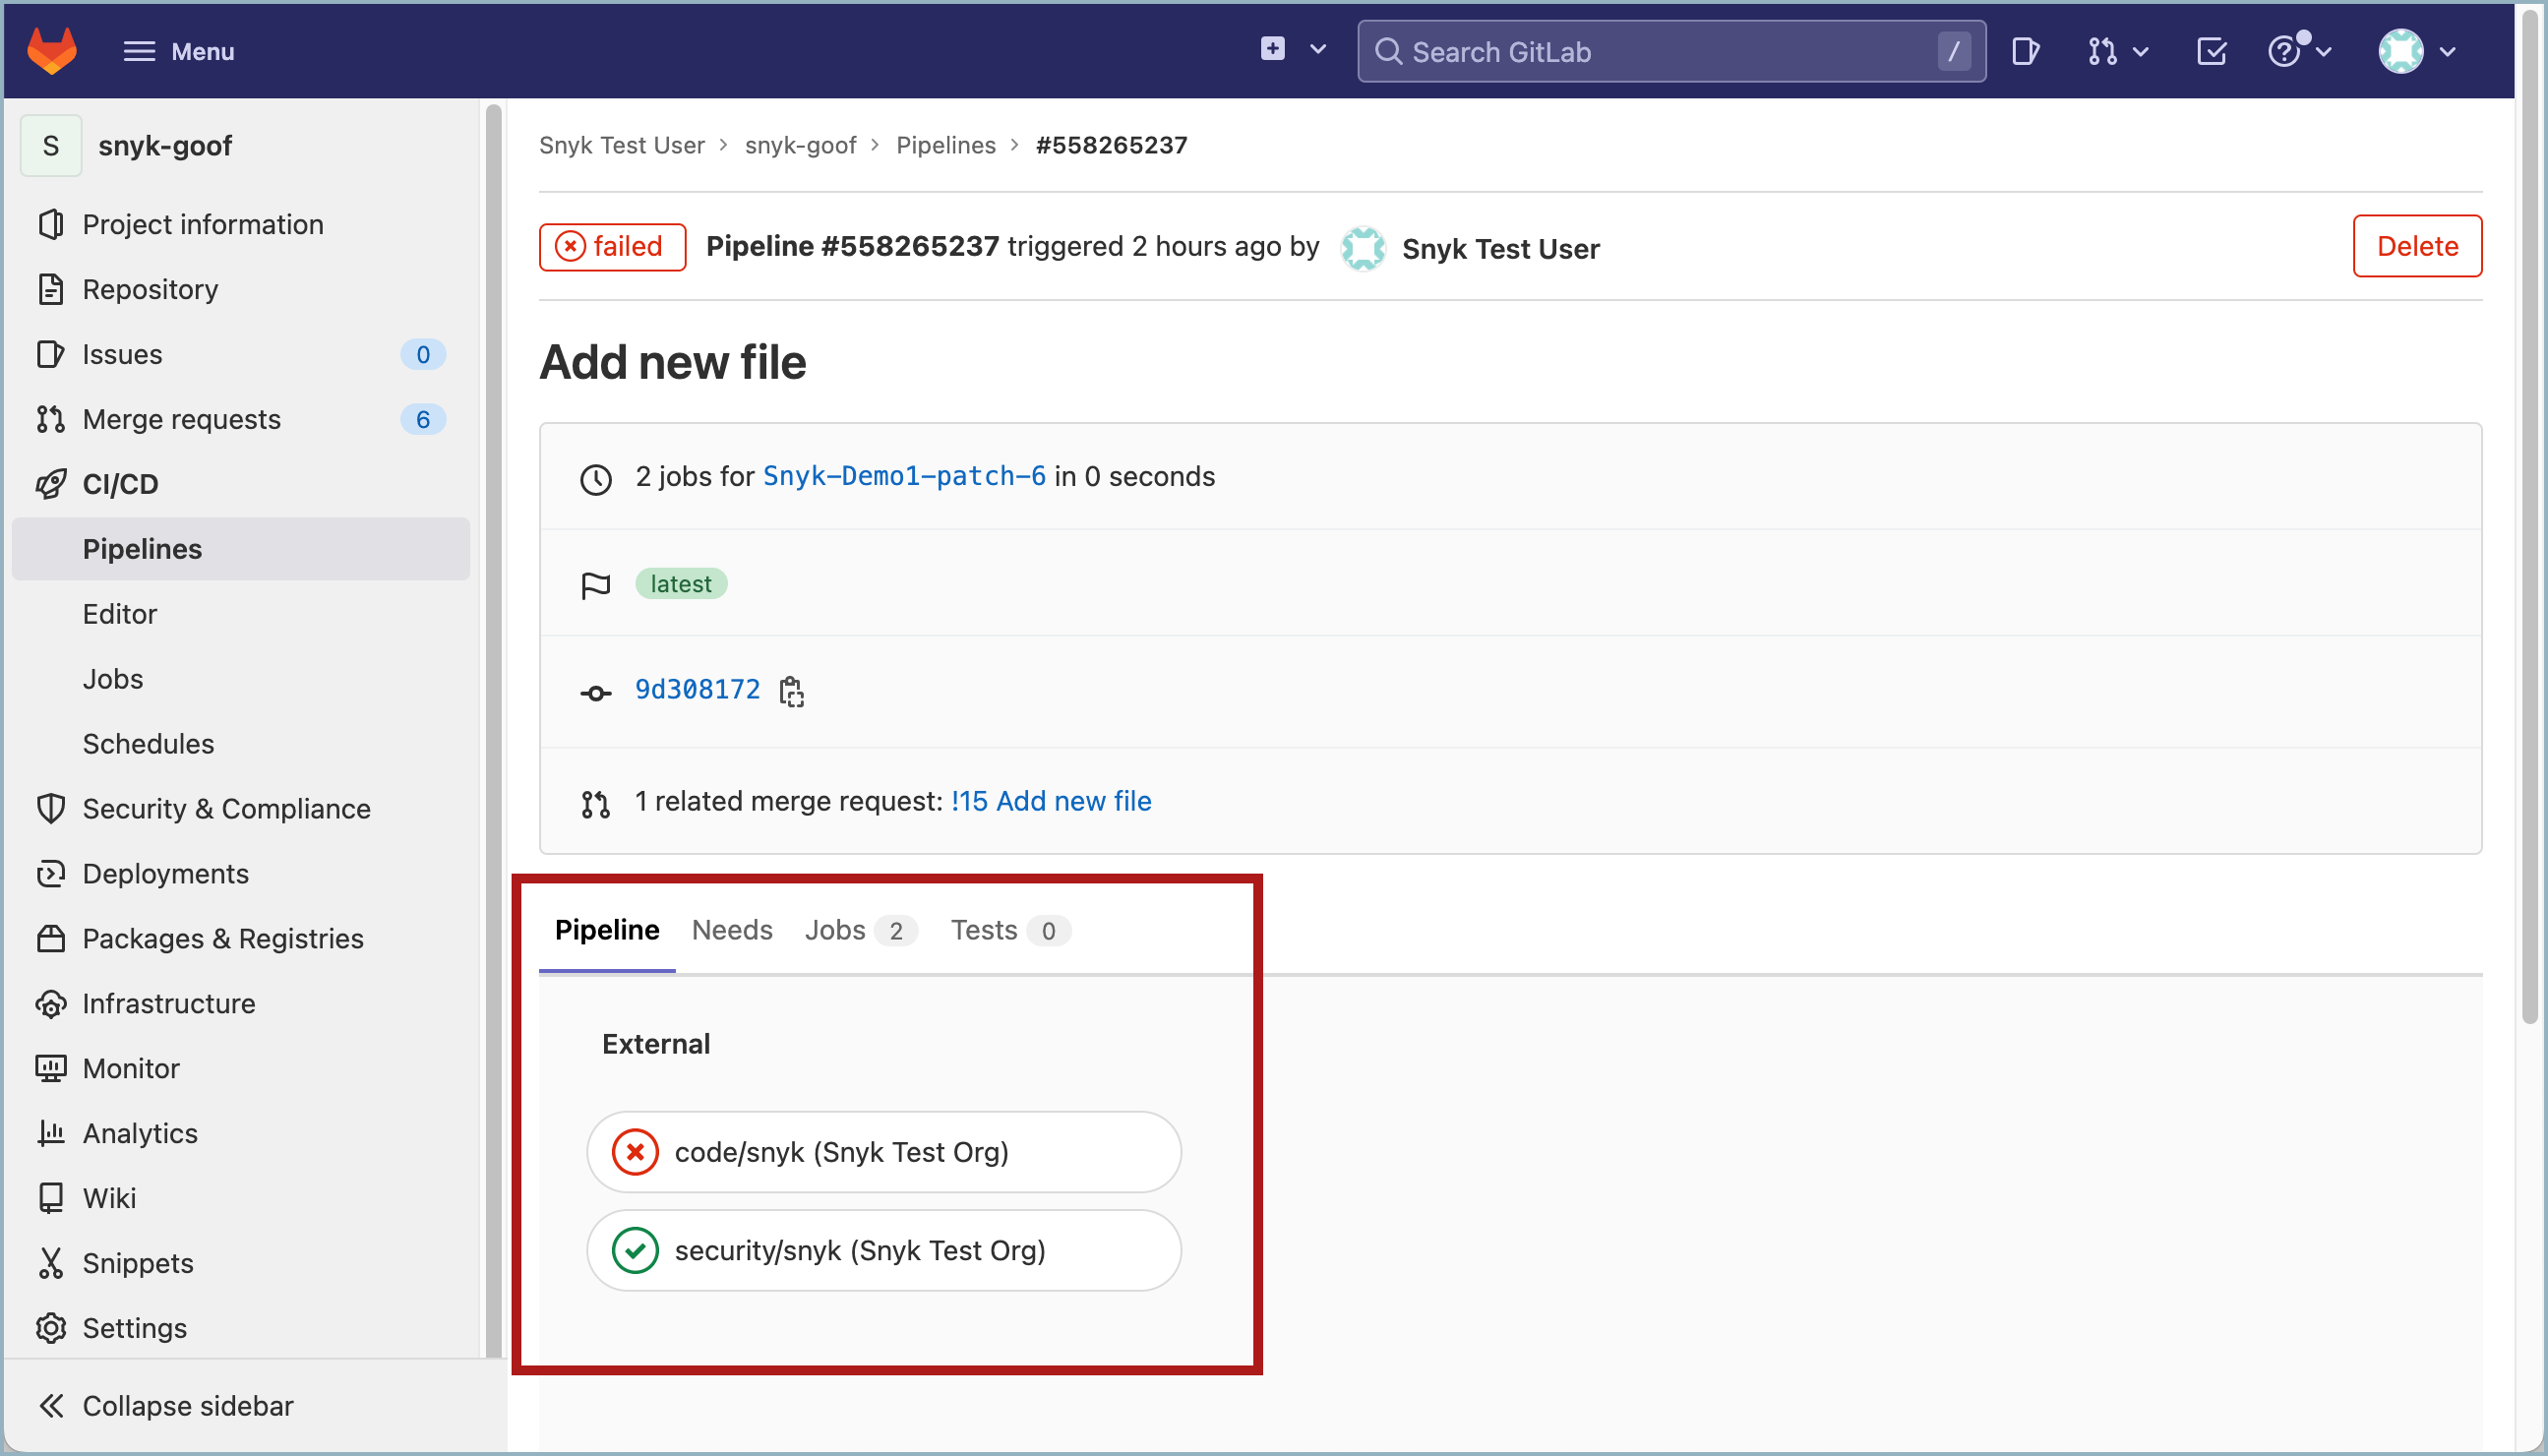 Menu
Search GitLab /
S snyk-goof
Project information
Repository
Issues 0
Merge requests 6
CI/CD
Pipelines
Editor
Jobs
Schedules
Security & Compliance
Deployments
Packages & Registries
Infrastructure
Monitor
Analytics
Wiki
Snippets
Settings
Collapse sidebar
Snyk Test User > snyk-goof > Pipelines > #558265237
failed Pipeline #558265237 triggered 2 hours ago by Snyk Test User Delete
Add new file
2 jobs for Snyk-Demo1-patch-6 in 0 seconds
latest
9d308172
1 related merge request: !15 Add new file
Pipeline Needs Jobs 2 Tests 0
External
code/snyk (Snyk Test Org)
security/snyk (Snyk Test Org)